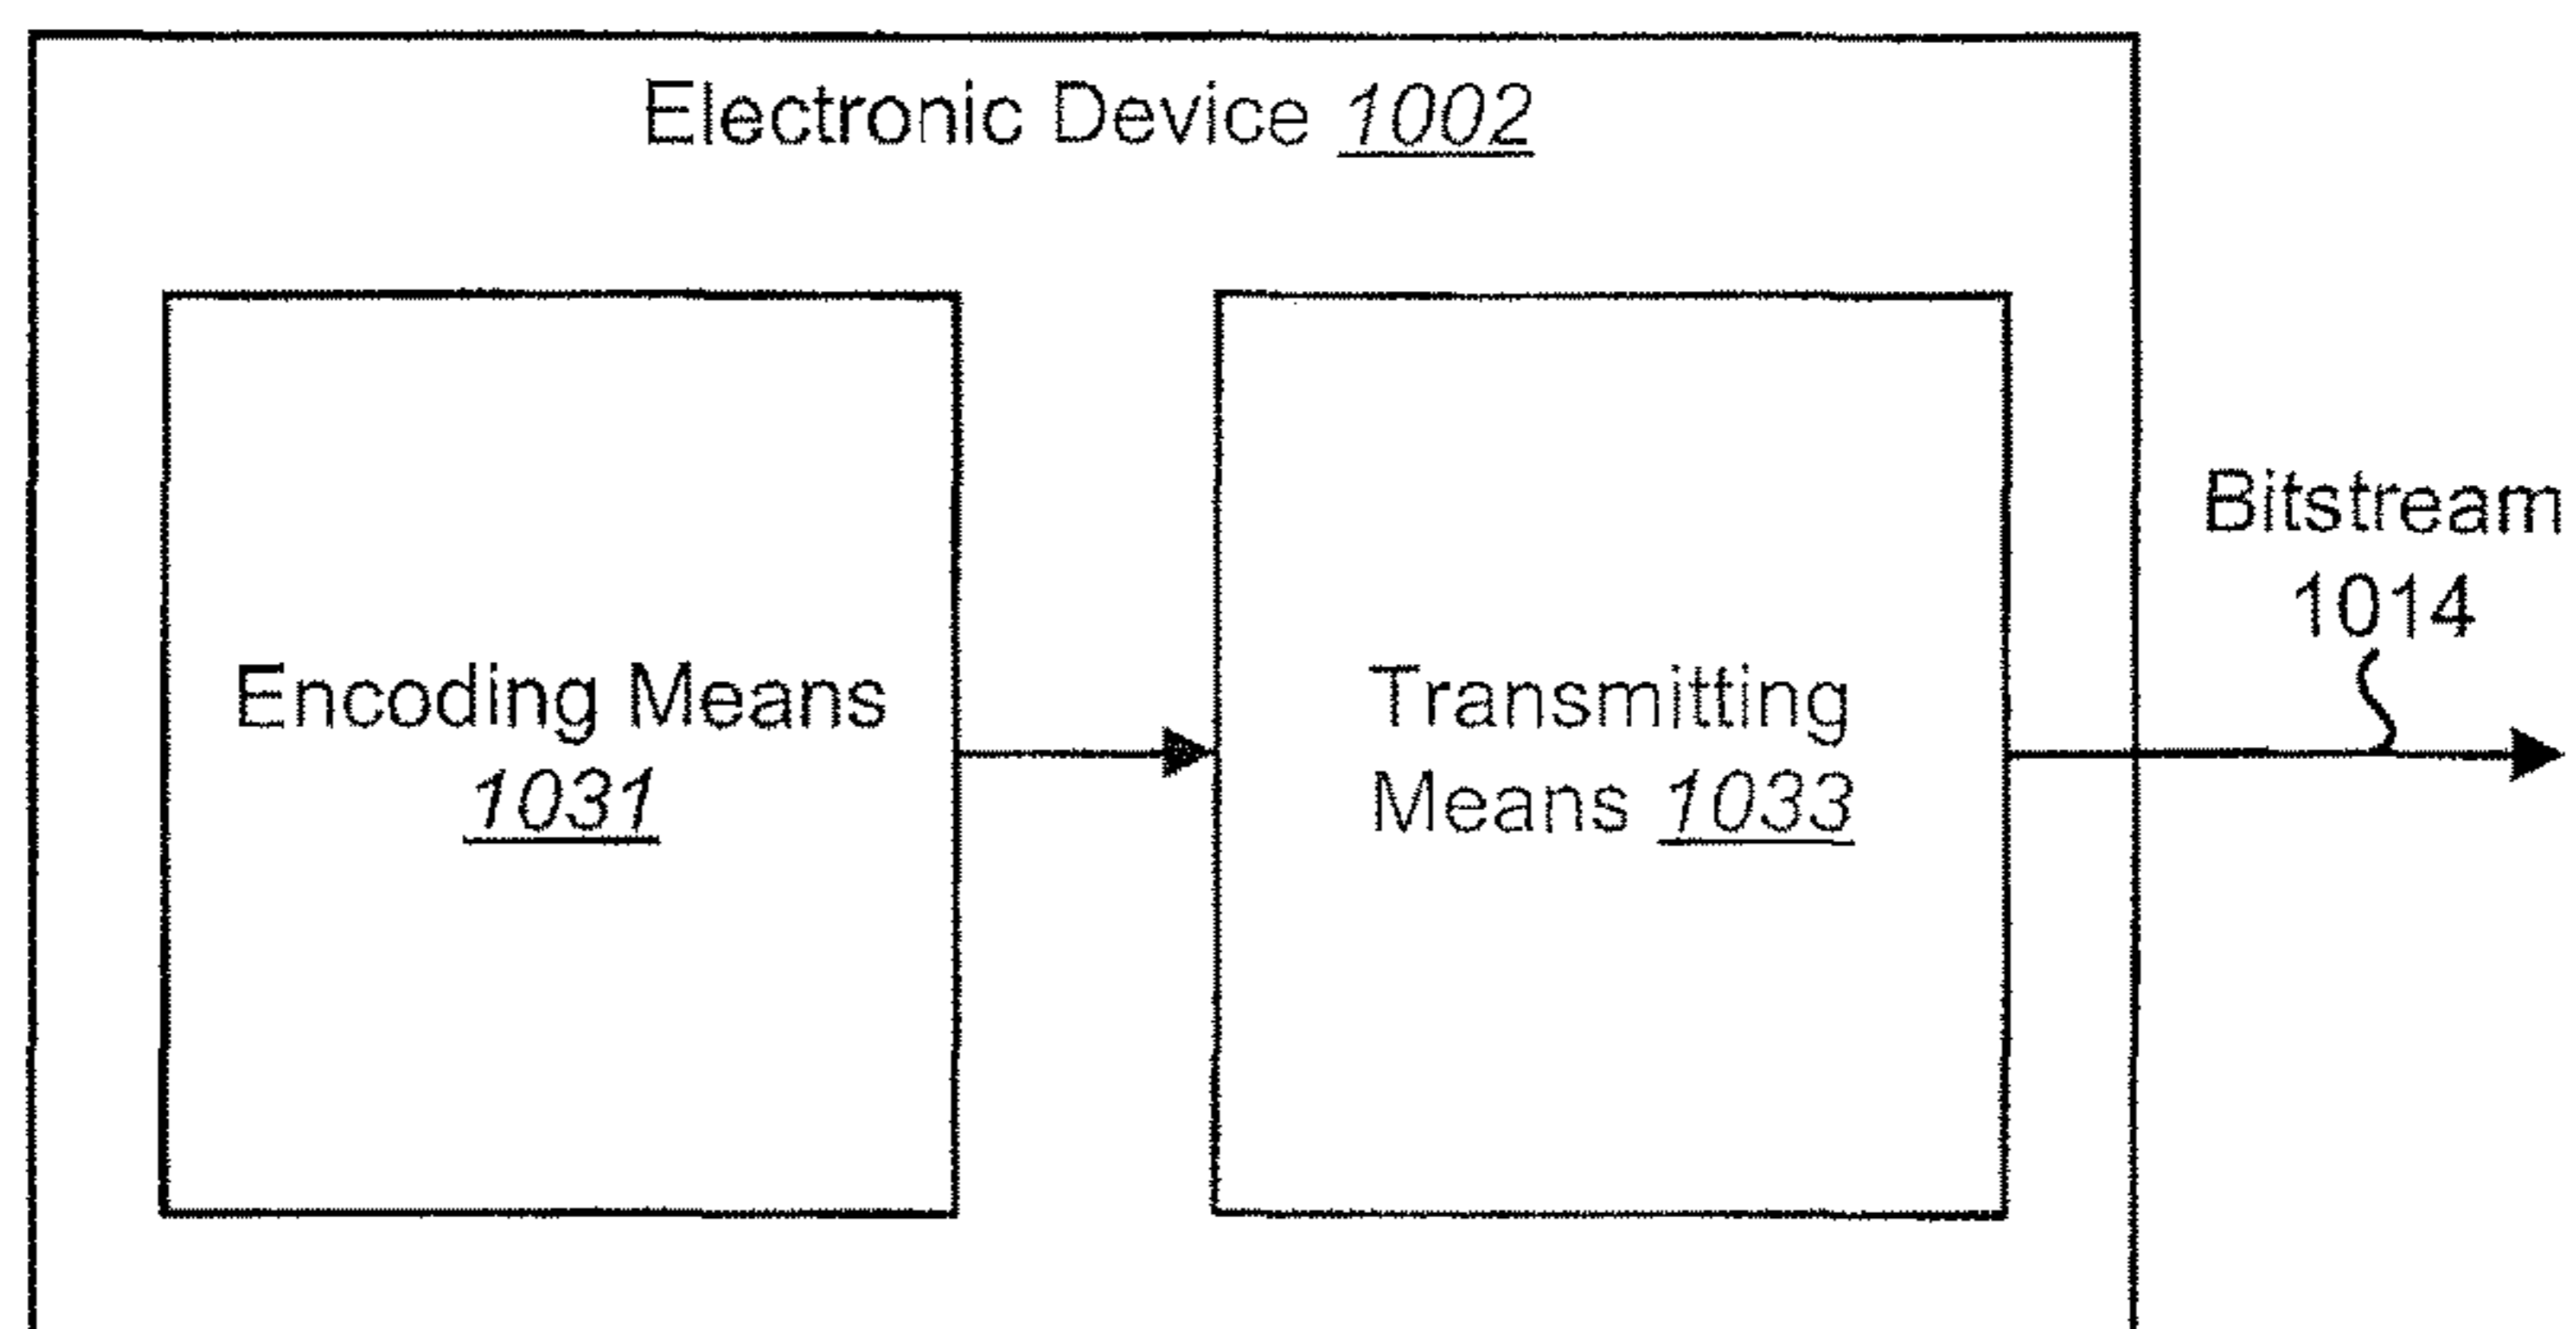 Electronic Device 1002
Encoding Means
1031
Transmitting
Means 1033
Bitstream
1014